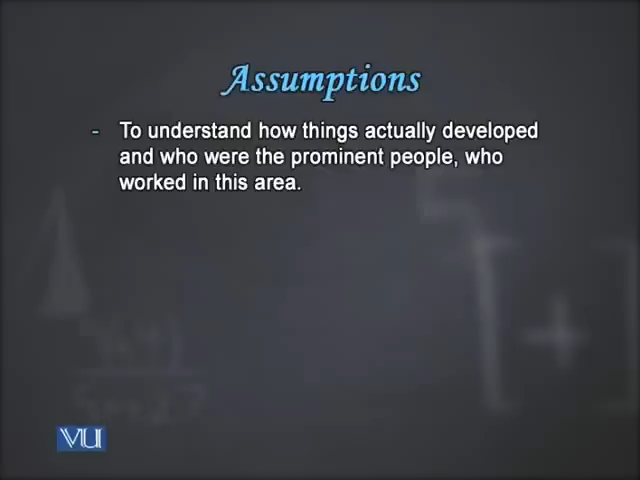 Assumptions
- To understand how things actually developed
and who were the prominent people, who
worked in this area.
VU